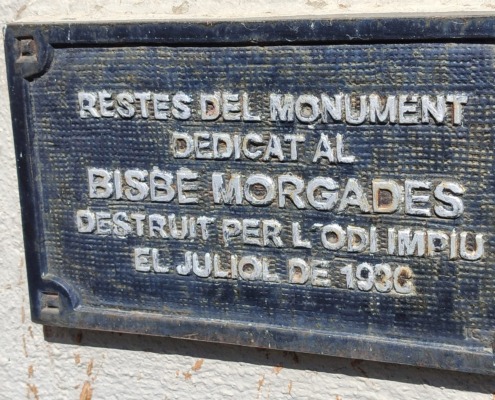 RESTES DEL MONUMENT
DEDICAT AL
BISBE MORGADES
DESTRUIT PER L'ODI IMPIU
EL JULIOL DE 1936